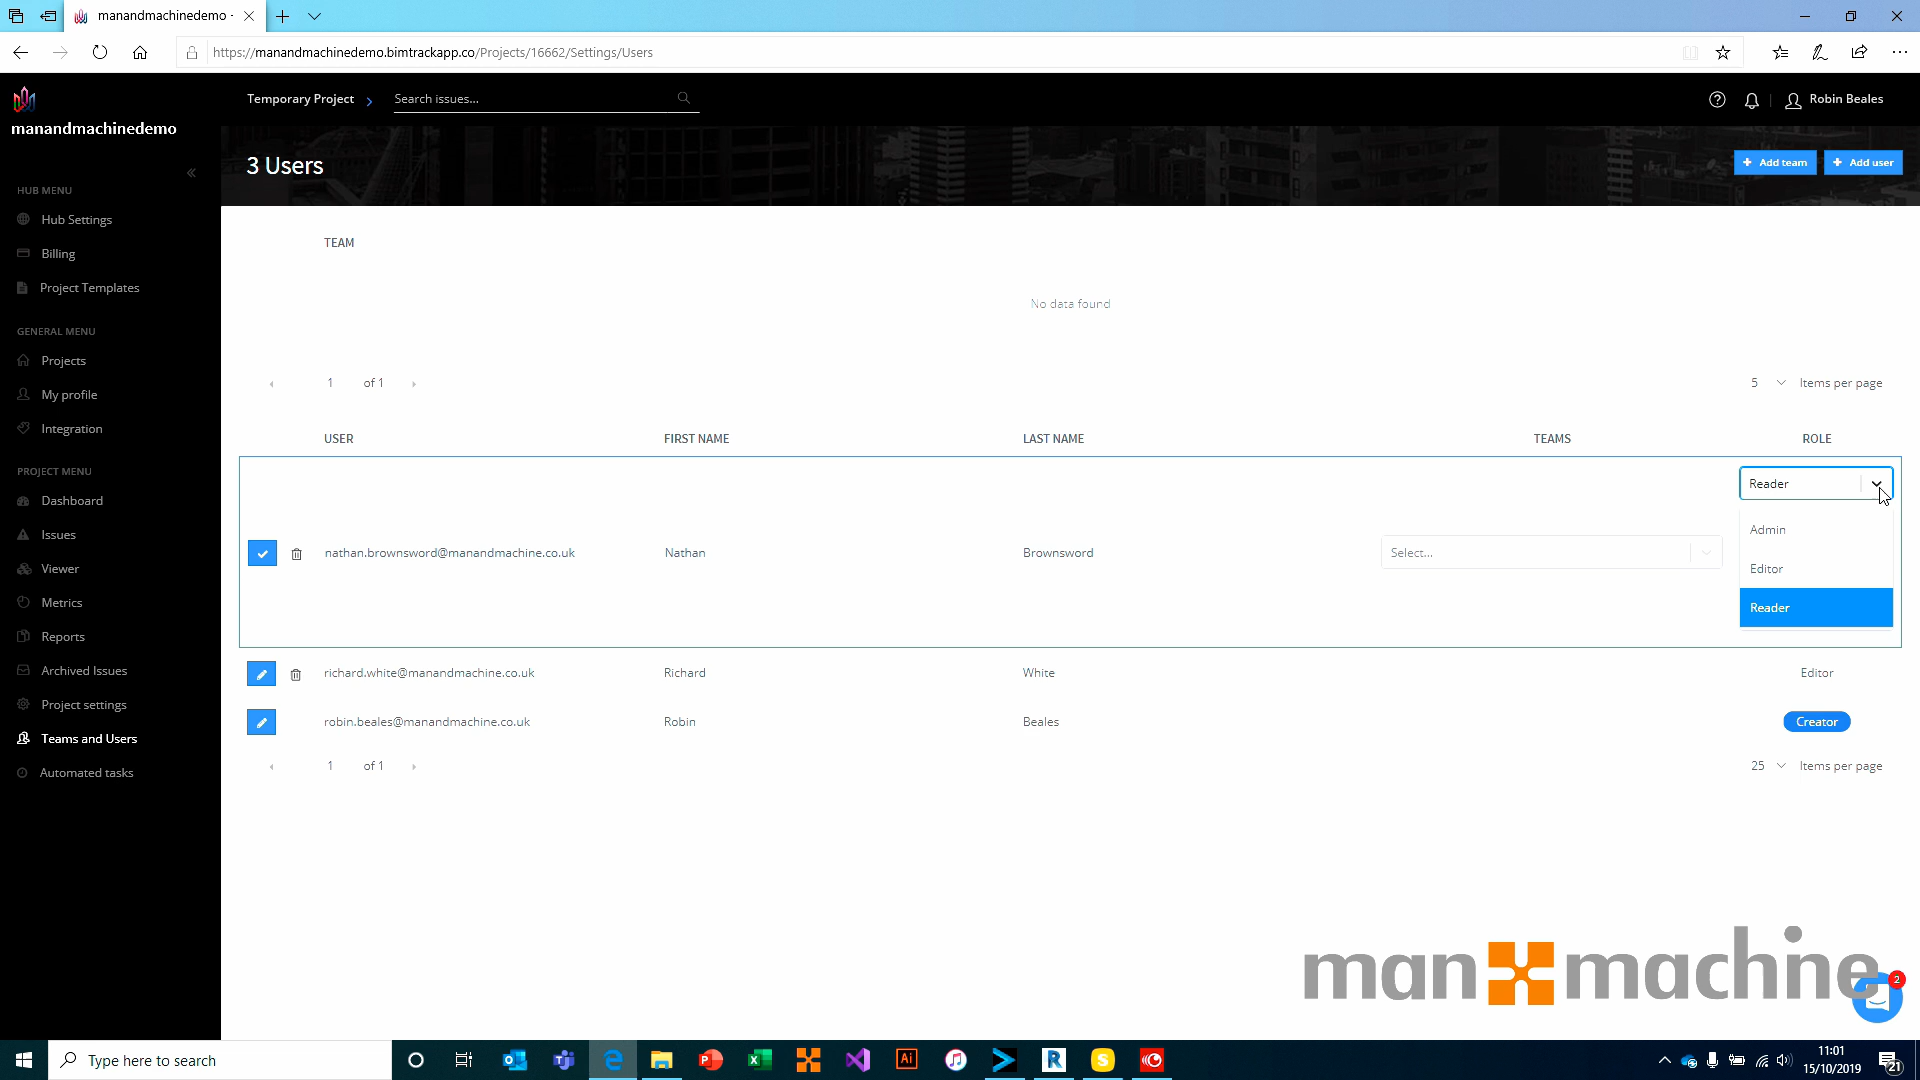 manandmachinedemo -
https://manandmachinedemo.bimtrackapp.co/Projects/16662/Settings/Users
manandmachinedemo
Temporary Project
Search issues...
Robin Beales
3 Users
Add team
Add user
HUB MENU
Hub Settings
Billing
Project Templates
GENERAL MENU
Projects
My profile
Integration
PROJECT MENU
Dashboard
Issues
Viewer
Metrics
Reports
Archived Issues
Project settings
Teams and Users
Automated tasks
TEAM
No data found
1 of 1
5 Items per page
USER FIRST NAME LAST NAME TEAMS ROLE
Reader
Admin
Editor
Reader
nathan.brownsword@manandmachine.co.uk Nathan Brownsword Select...
richard.white@manandmachine.co.uk Richard White Editor
robin.beales@manandmachine.co.uk Robin Beales Creator
1 of 1
25 Items per page
man machine
2
Type here to search
Ai
R
S
11:01
15/10/2019
21